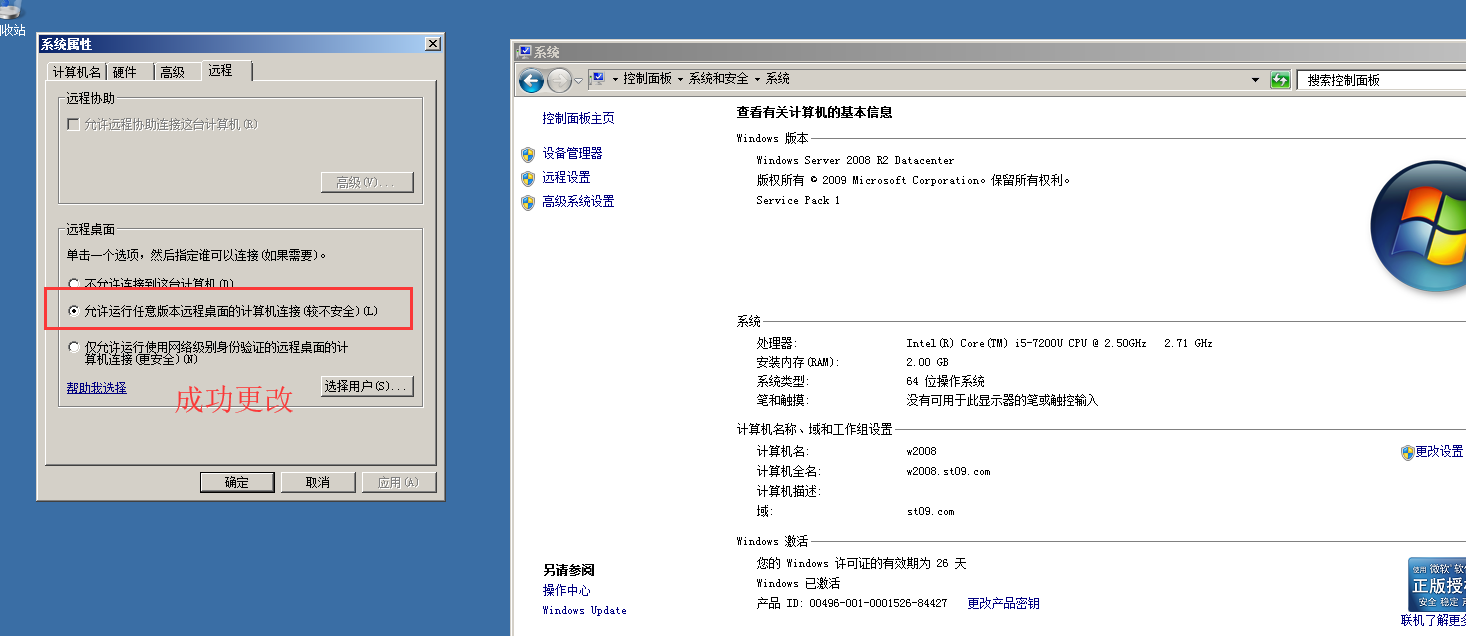 收站
系统属性
计算机名
硬件
高级
远程
远程协助
允许远程协助连接这台计算机(R)
高级(V)...
远程桌面
单击一个选项，然后指定谁可以连接(如果需要)。
不允许连接到这台计算机(D)
允许运行任意版本远程桌面的计算机连接(较不安全)(L)
仅允许运行使用网络级别身份验证的远程桌面的计
算机连接(更安全)(N)
帮助我选择
选择用户(S)...
成功更改
确定
取消
应用(A)
系统
控制面板
系统和安全
系统
搜索控制面板
控制面板主页
设备管理器
远程设置
高级系统设置
另请参阅
操作中心
Windows Update
查看有关计算机的基本信息
Windows 版本
Windows Server 2008 R2 Datacenter
版权所有 © 2009 Microsoft Corporation。保留所有权利。
Service Pack 1
系统
处理器: Intel(R) Core(TM) i5-7200U CPU @ 2.50GHz 2.71 GHz
安装内存(RAM): 2.00 GB
系统类型: 64 位操作系统
笔和触摸: 没有可用于此显示器的笔或触控输入
计算机名称、域和工作组设置
计算机名: w2008
更改设置
计算机全名: w2008.st09.com
计算机描述:
域: st09.com
Windows 激活
您的 Windows 许可证的有效期为 26 天
Windows 已激活
产品 ID: 00496-001-0001526-84427 更改产品密钥
使用 微软 软
正版授
安全 稳定
联机了解更